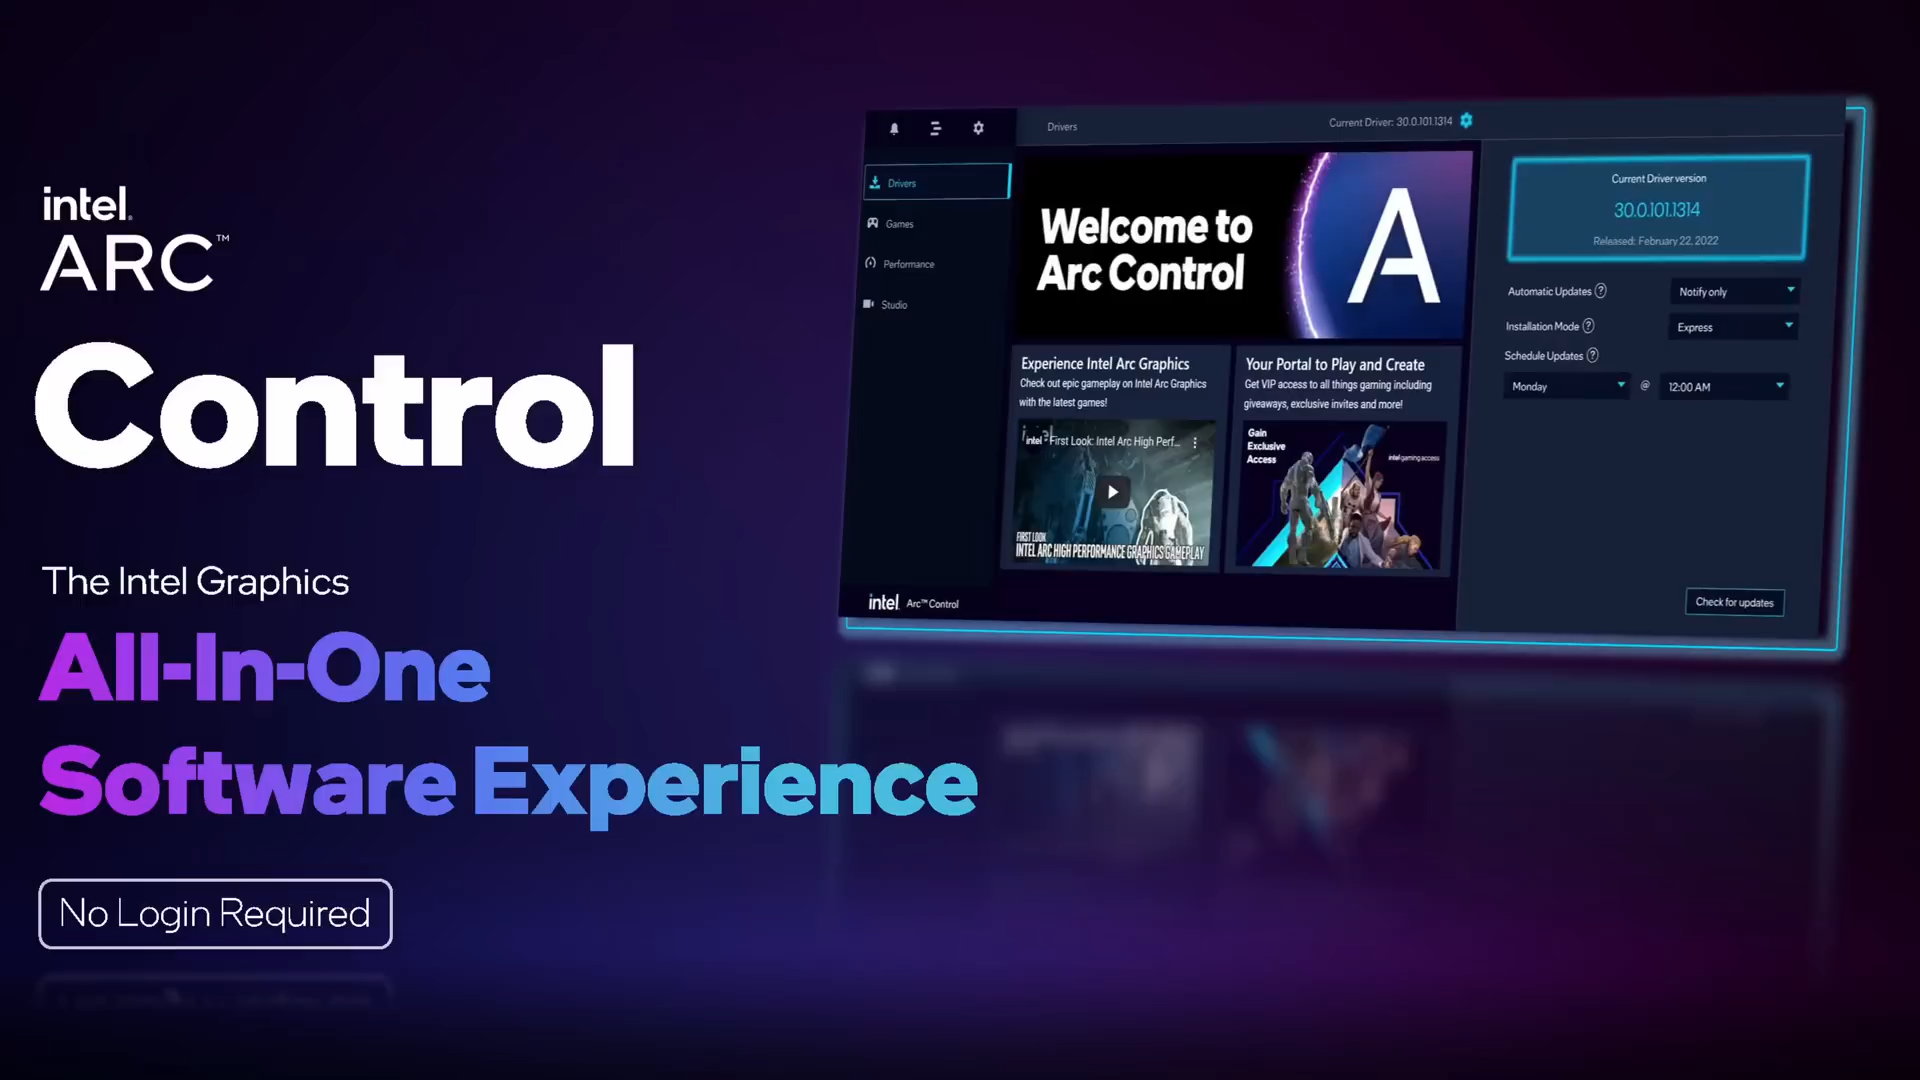 intel.
ARC™
Control
The Intel Graphics
All-In-One
Software Experience
No Login Required
Drivers
Current Driver: 30.0.101.1314
Drivers
Games
Performance
Studio
Welcome to
Arc Control
A
Experience Intel Arc Graphics
Check out epic gameplay on Intel Arc Graphics
with the latest games!
intel
First Look: Intel Arc High Perf...
FIRST LOOK
INTEL ARC HIGH PERFORMANCE GRAPHICS GAMEPLAY
Your Portal to Play and Create
Get VIP access to all things gaming including
giveaways, exclusive invites and more!
Gain
Exclusive
Access
intel gaming access
Current Driver version
30.0.101.1314
Released: February 22, 2022
Automatic Updates ? Notify only
Installation Mode ? Express
Schedule Updates ?
Monday @ 12:00 AM
Check for updates
intel. Arc™ Control